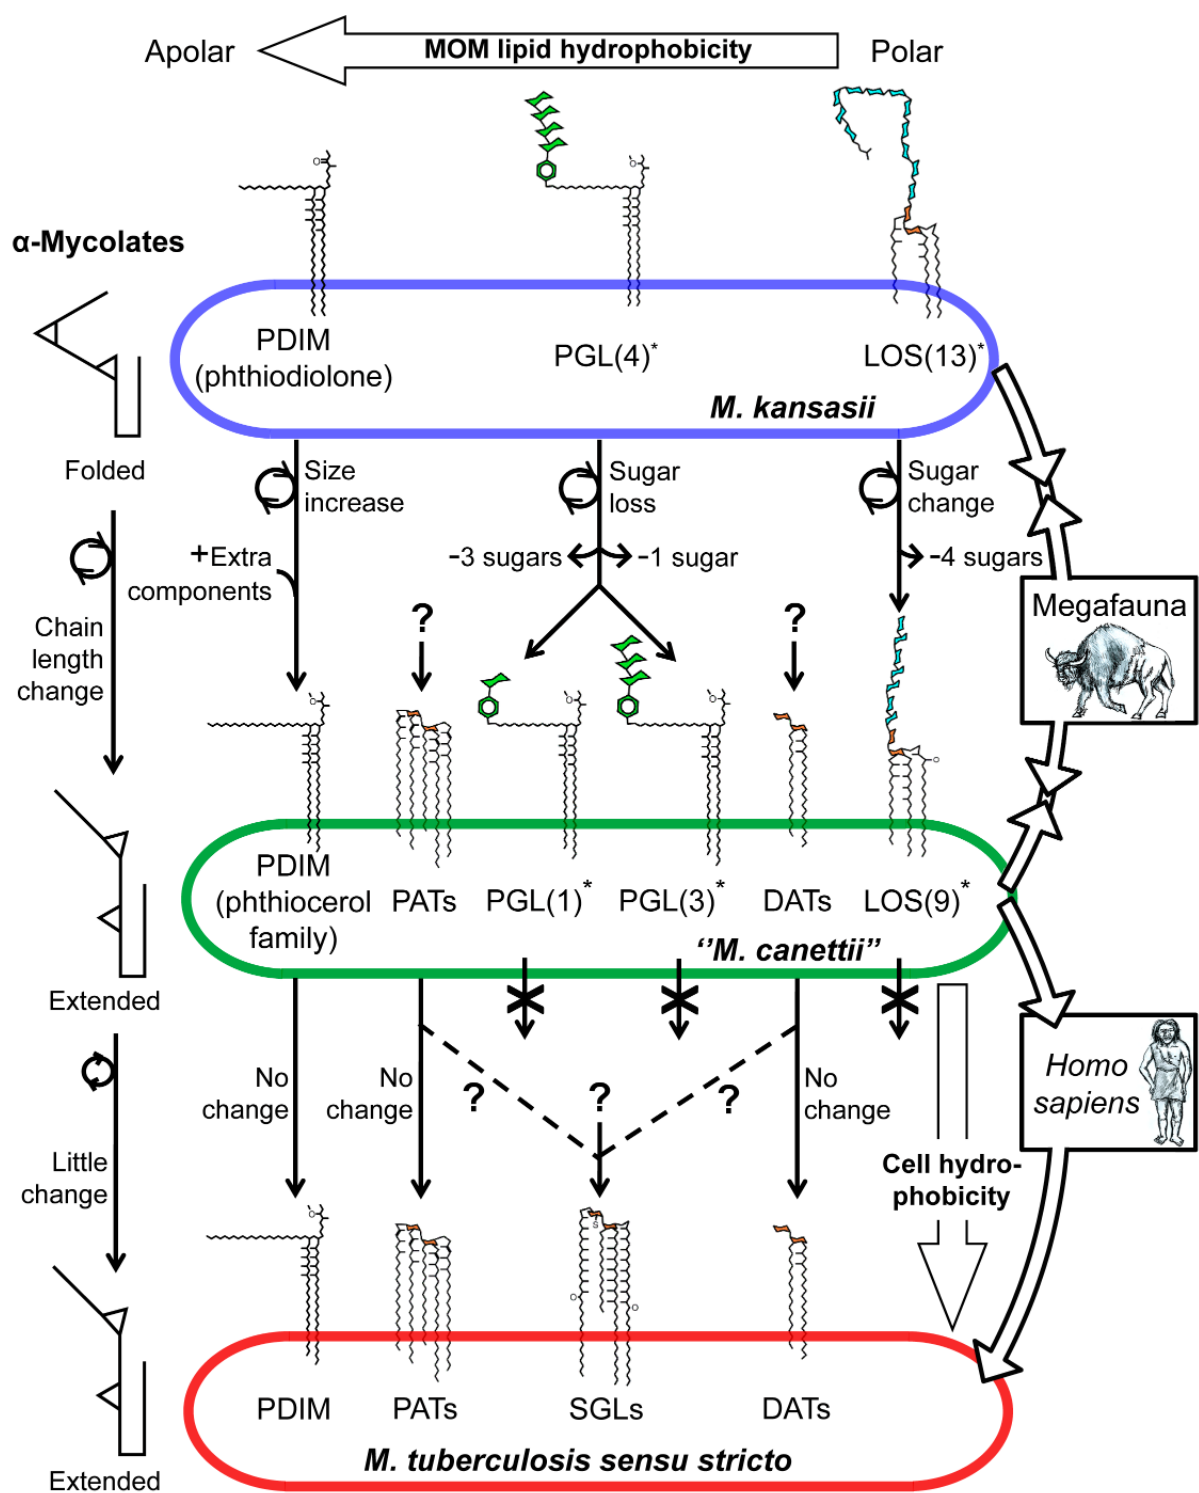 Apolar
MOM lipid hydrophobicity
Polar
α-Mycolates
PDIM
(phthiodiolone)
PGL(4)*
LOS(13)*
M. kansasii
Folded
Size
increase
Sugar
loss
Sugar
change
+Extra
components
-3 sugars
-1 sugar
-4 sugars
Megafauna
Chain
length
change
?
?
O
O
O
O
O
O
PDIM
(phthiocerol
family)
PATs
PGL(1)*
PGL(3)*
DATs
LOS(9)*
‘’M. canettii”
Extended
No
change
No
change
?
?
?
No
change
Homo
sapiens
Little
change
Cell hydro-
phobicity
O
S
O
O
PDIM
PATs
SGLs
DATs
M. tuberculosis sensu stricto
Extended